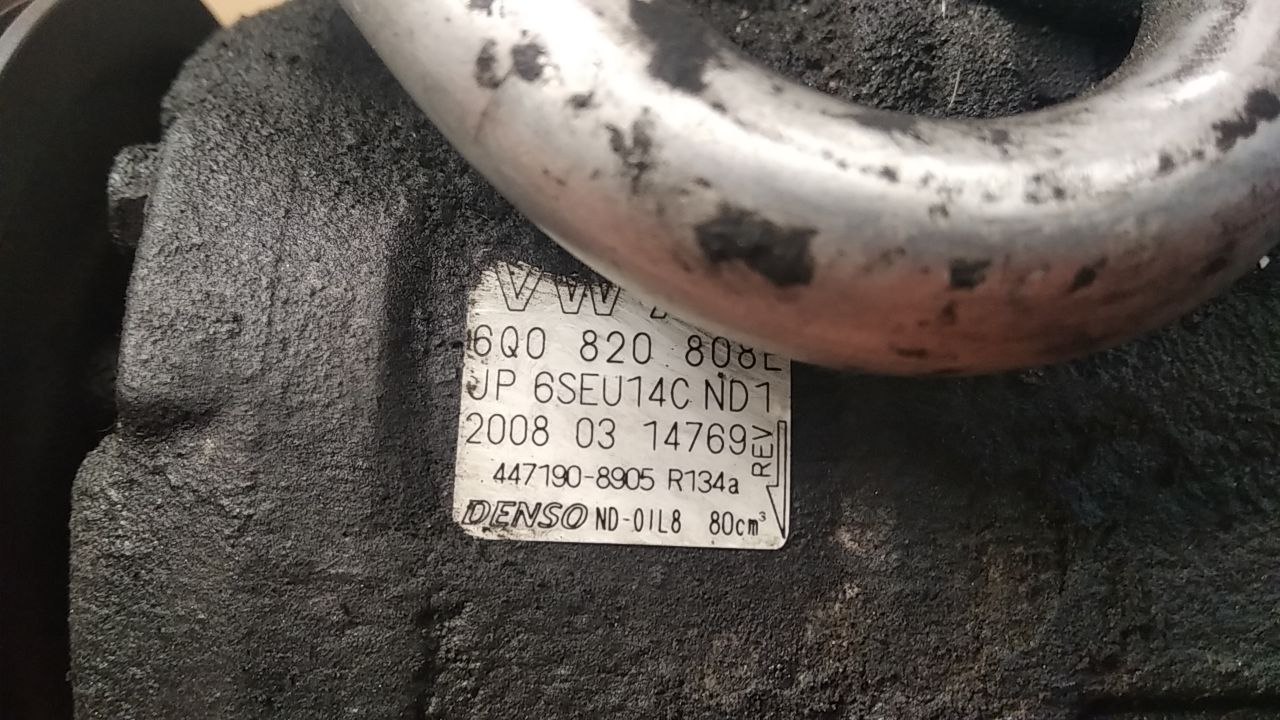 VW
6Q0 820 808E
JP 6SEU14C ND1
2008 03 14769
REV
447190-8905 R134a
DENSO ND-OIL8 80cm³